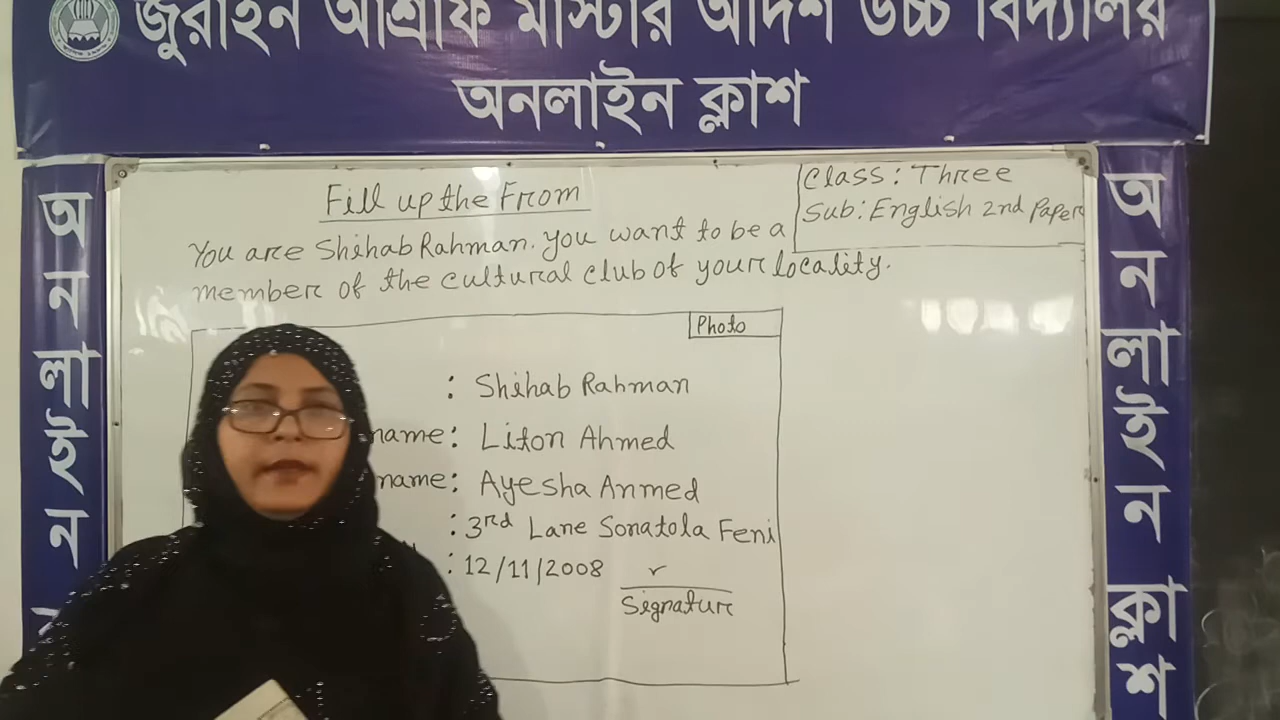 জুরাইন আশ্রাফ মাস্টার আদর্শ উচ্চ বিদ্যালয়
অনলাইন ক্লাশ
অনলাইন ক্লাশ
Class: Three
Sub: English 2nd Paper
Fill up the From
You are Shihab Rahman. You want to be a
member of the cultural club of your locality.
Photo
: Shihab Rahman
name: Liton Ahmed
name: Ayesha Anmed
: 3rd Lane Sonatola Feni
: 12/11/2008
Signature
অনলাইন ক্লাশ